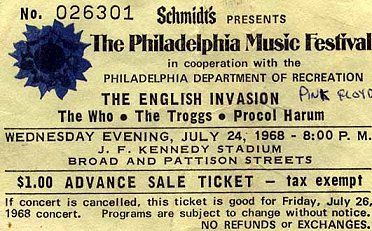 No. 026301 Schmidt's PRESENTS
The Philadelphia Music Festival
in cooperation with the
PHILADELPHIA DEPARTMENT OF RECREATION
THE ENGLISH INVASION PINK FLOYD
The Who • The Troggs • Procol Harum
WEDNESDAY EVENING, JULY 24, 1968 - 8:00 P. M.
J. F. KENNEDY STADIUM
BROAD AND PATTISON STREETS
$1.00 ADVANCE SALE TICKET — tax exempt
If concert is cancelled, this ticket is good for Friday, July 26,
1968 concert. Programs are subject to change without notice.
NO REFUNDS or EXCHANGES.